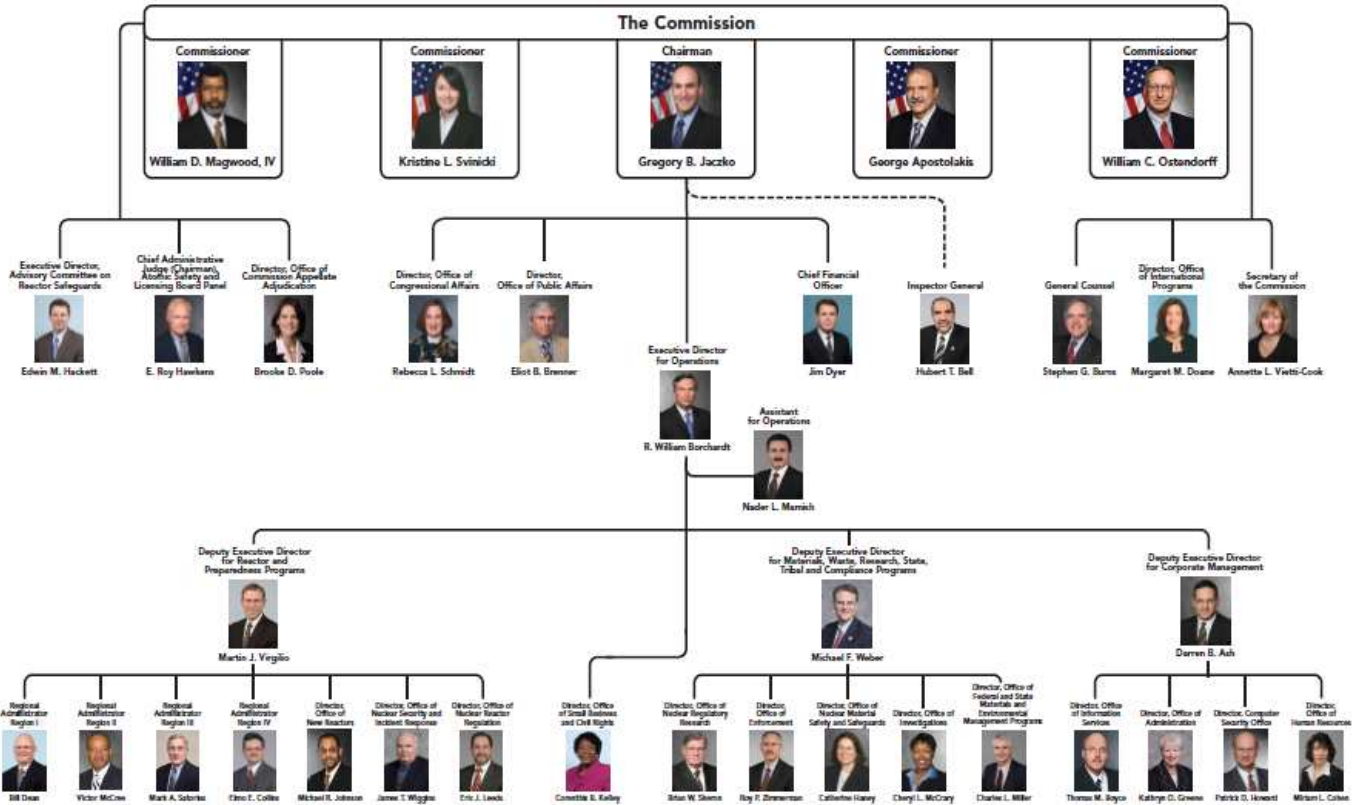 The Commission
Commissioner
William D. Magwood, IV
Commissioner
Kristine L. Svinicki
Chairman
Gregory B. Jaczko
Commissioner
George Apostolakis
Commissioner
William C. Ostendorff
Executive Director,
Advisory Committee on
Reactor Safeguards
Edwin M. Hackett
Chief Administrative
Judge (Chairman),
Atomic Safety and
Licensing Board Panel
E. Roy Hawkens
Director, Office of
Commission Appellate
Adjudication
Brooke D. Poole
Director, Office of
Congressional Affairs
Rebecca L. Schmidt
Director,
Office of Public Affairs
Eliot B. Brenner
Chief Financial
Officer
Jim Dyer
Inspector General
Hubert T. Bell
General Counsel
Stephen G. Burns
Director, Office
of International
Programs
Margaret M. Doane
Secretary of
the Commission
Annette L. Vietti-Cook
Executive Director
for Operations
R. William Borchardt
Assistant
for Operations
Nader L. Mamish
Deputy Executive Director
for Reactor and
Preparedness Programs
Martin J. Virgilio
Deputy Executive Director
for Materials, Waste, Research, State,
Tribal and Compliance Programs
Michael F. Weber
Deputy Executive Director
for Corporate Management
Darren B. Ash
Regional
Administrator
Region I
Bill Dean
Regional
Administrator
Region II
Victor McCree
Regional
Administrator
Region III
Mark A. Satorius
Regional
Administrator
Region IV
Elmo E. Collins
Director,
Office of
New Reactors
Michael R. Johnson
Director, Office of
Nuclear Security and
Incident Response
James T. Wiggins
Director, Office of
Nuclear Reactor
Regulation
Eric J. Leeds
Director, Office
of Small Business
and Civil Rights
Corenthis B. Kelley
Director, Office of
Nuclear Regulatory
Research
Brian W. Sheron
Director,
Office of
Enforcement
Roy P. Zimmerman
Director, Office of
Nuclear Material
Safety and Safeguards
Catherine Haney
Director, Office of
Investigations
Cheryl L. McCrary
Director, Office of
Federal and State
Materials and
Environmental
Management Programs
Charles L. Miller
Director, Office
of Information
Services
Thomas M. Boyce
Director, Office of
Administration
Kathryn O. Greene
Director, Computer
Security Office
Patrick D. Howard
Director,
Office of
Human Resources
Miriam L. Cohen